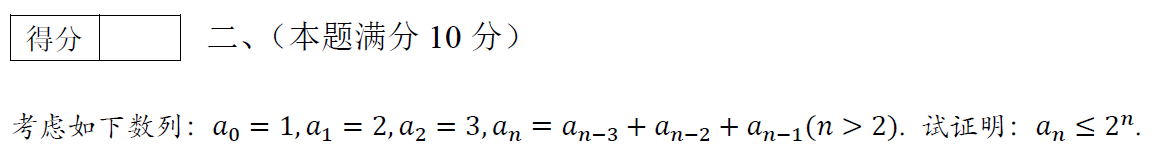 得分 二、（本题满分 10 分）
考虑如下数列：a₀ = 1, a₁ = 2, a₂ = 3, aₙ = aₙ₋₃ + aₙ₋₂ + aₙ₋₁(n > 2). 试证明：aₙ ≤ 2ⁿ.